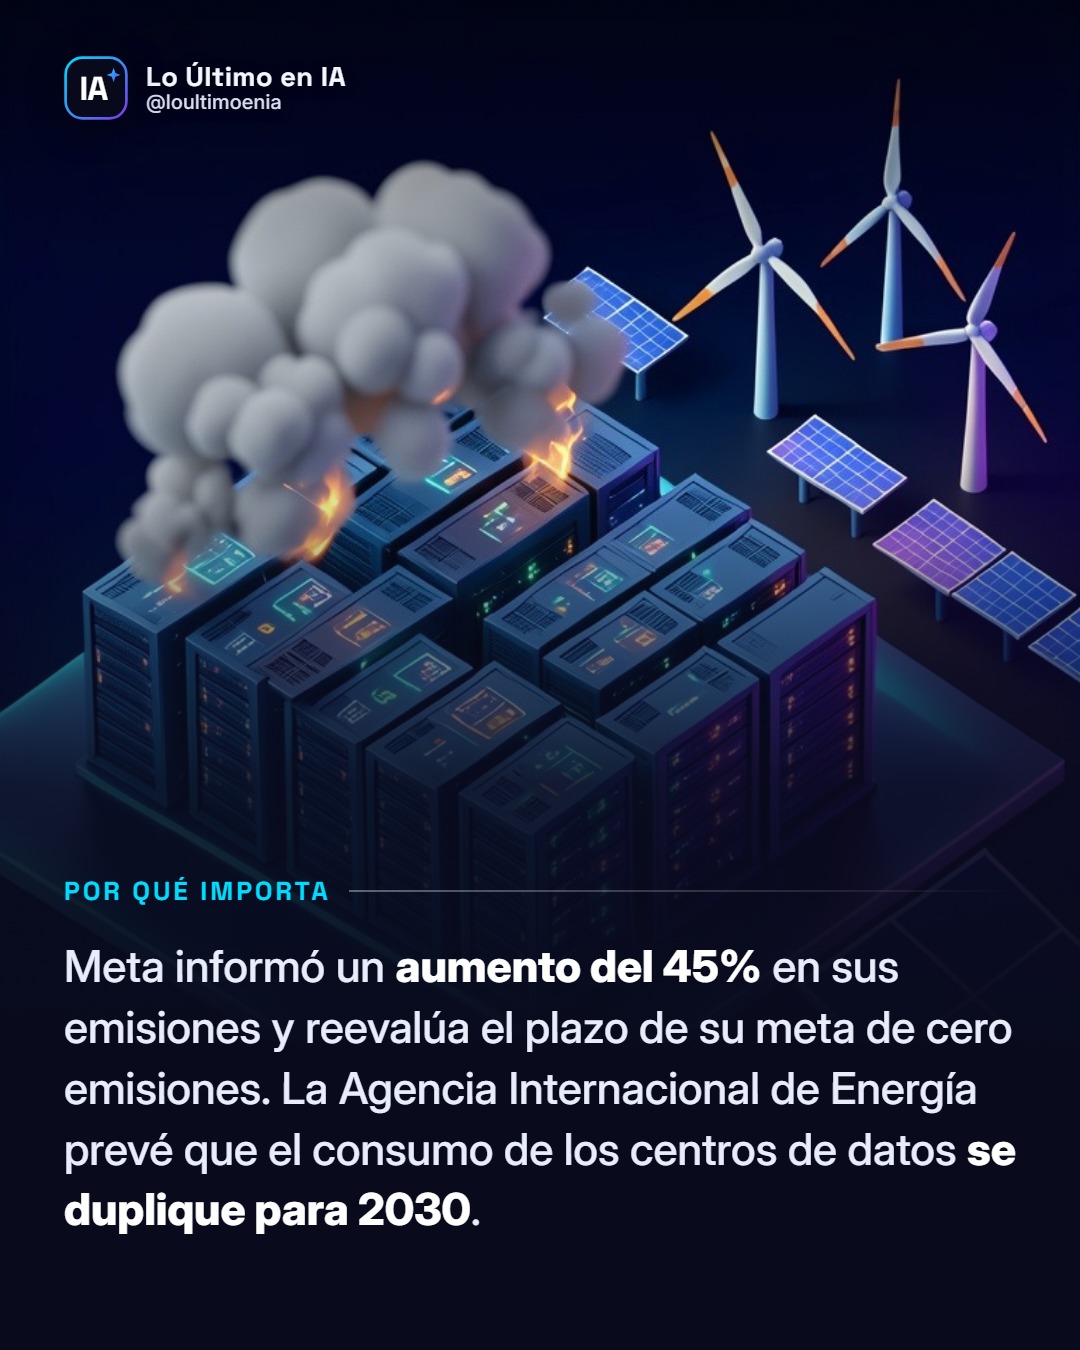 IA
Lo Último en IA
@loultimoenia
POR QUÉ IMPORTA
Meta informó un aumento del 45% en sus
emisiones y reevalúa el plazo de su meta de cero
emisiones. La Agencia Internacional de Energía
prevé que el consumo de los centros de datos se
duplique para 2030.